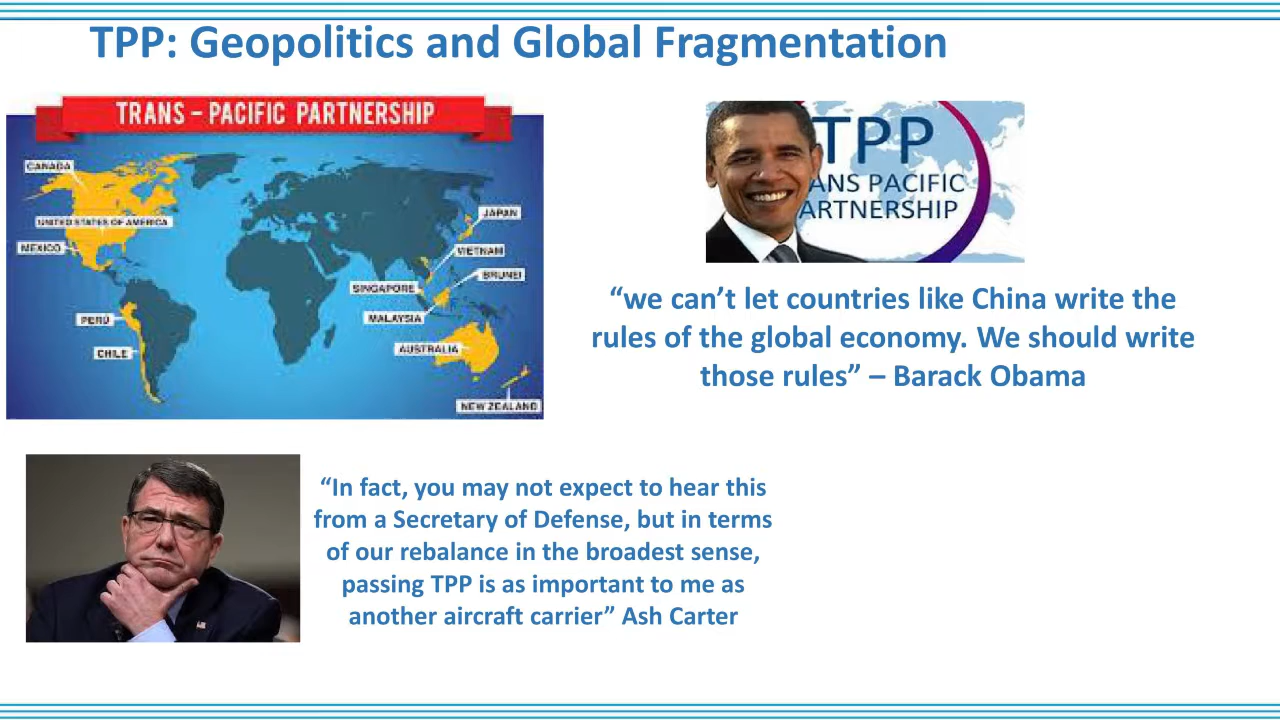 TPP: Geopolitics and Global Fragmentation
TRANS – PACIFIC PARTNERSHIP
CANADA
UNITED STATES OF AMERICA
MEXICO
PERÚ
CHILE
JAPAN
VIETNAM
BRUNEI
SINGAPORE
MALAYSIA
AUSTRALIA
NEW ZEALAND
TPP
ANS PACIFIC
ARTNERSHIP
“we can’t let countries like China write the
rules of the global economy. We should write
those rules” – Barack Obama
“In fact, you may not expect to hear this
from a Secretary of Defense, but in terms
of our rebalance in the broadest sense,
passing TPP is as important to me as
another aircraft carrier” Ash Carter